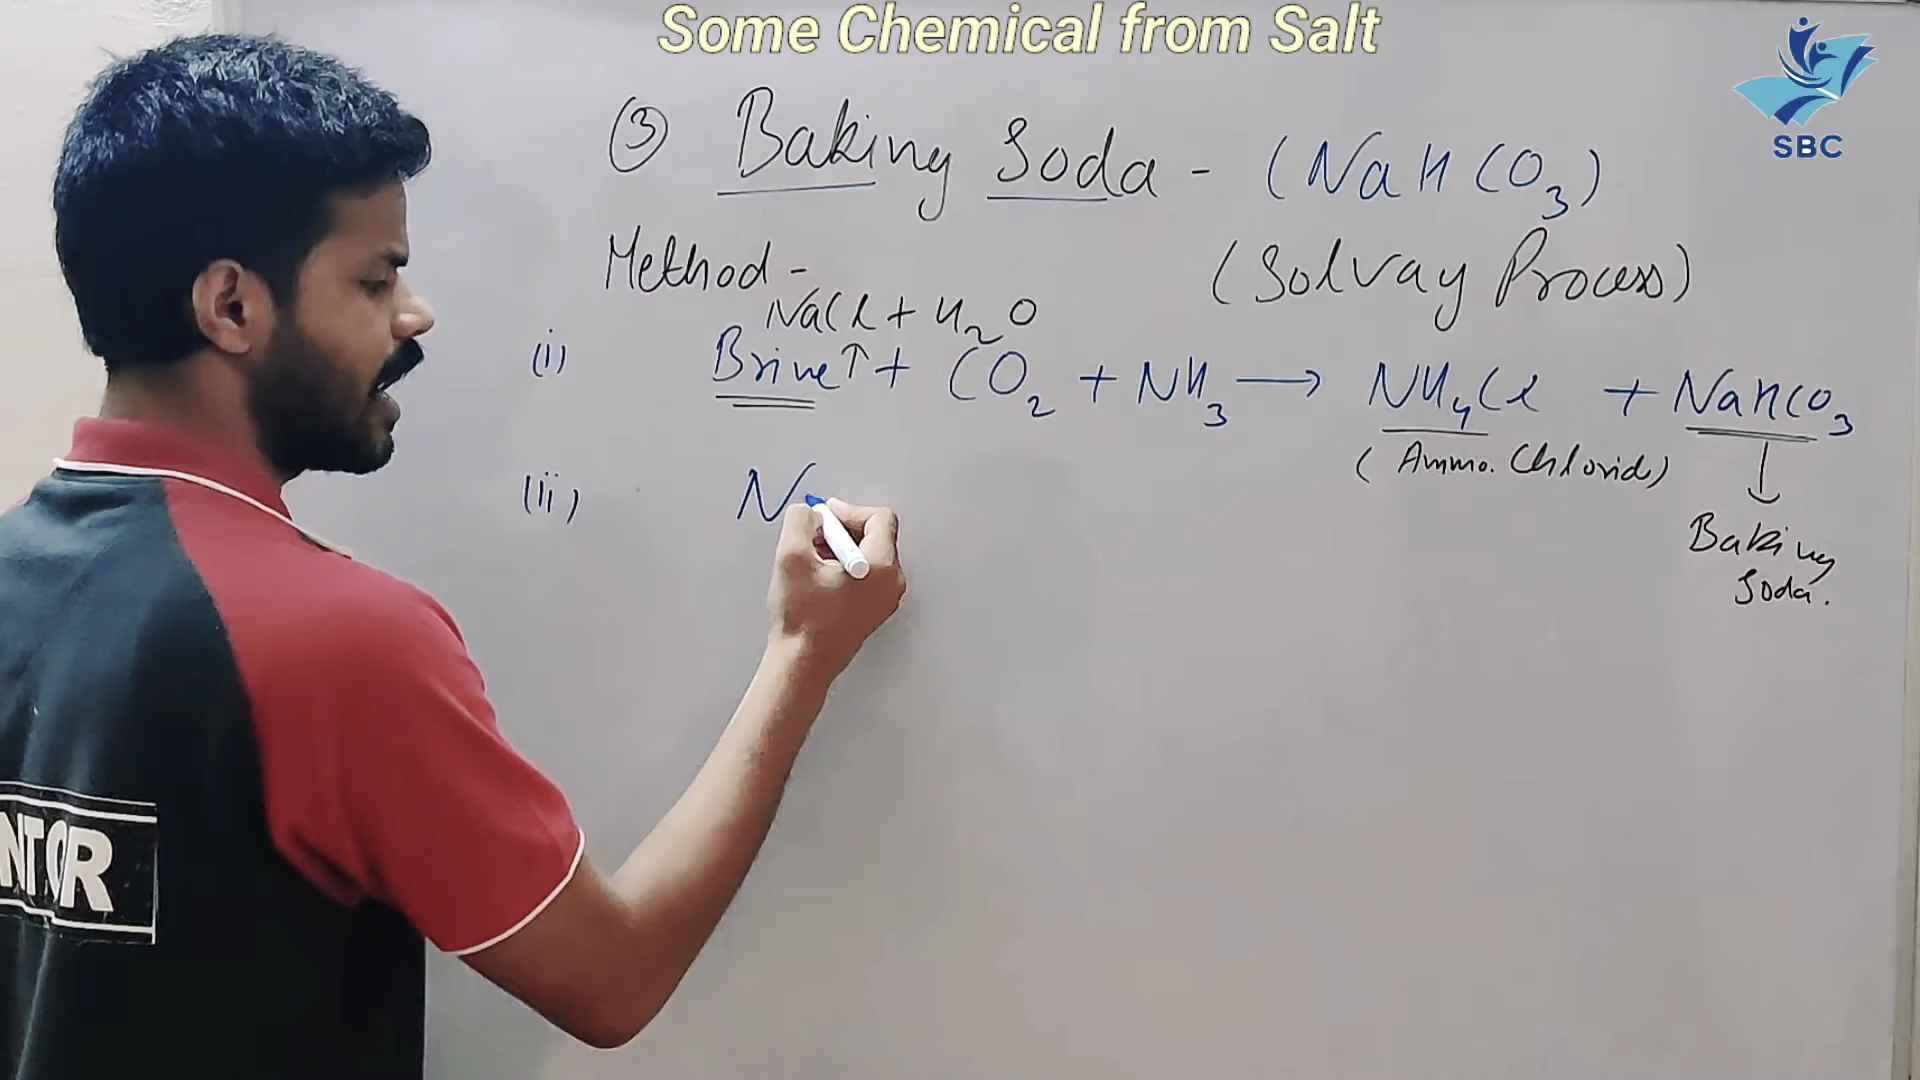 Some Chemical from Salt
SBC
③ Baking Soda - (NaHCO₃)
Method - (Solvay Process)
NaCl + H₂O
(i) Brine↑ + CO₂ + NH₃ → NH₄Cl + NaHCO₃
(Ammo. Chloride) ↓
Baking
Soda.
(ii) N
NTOR